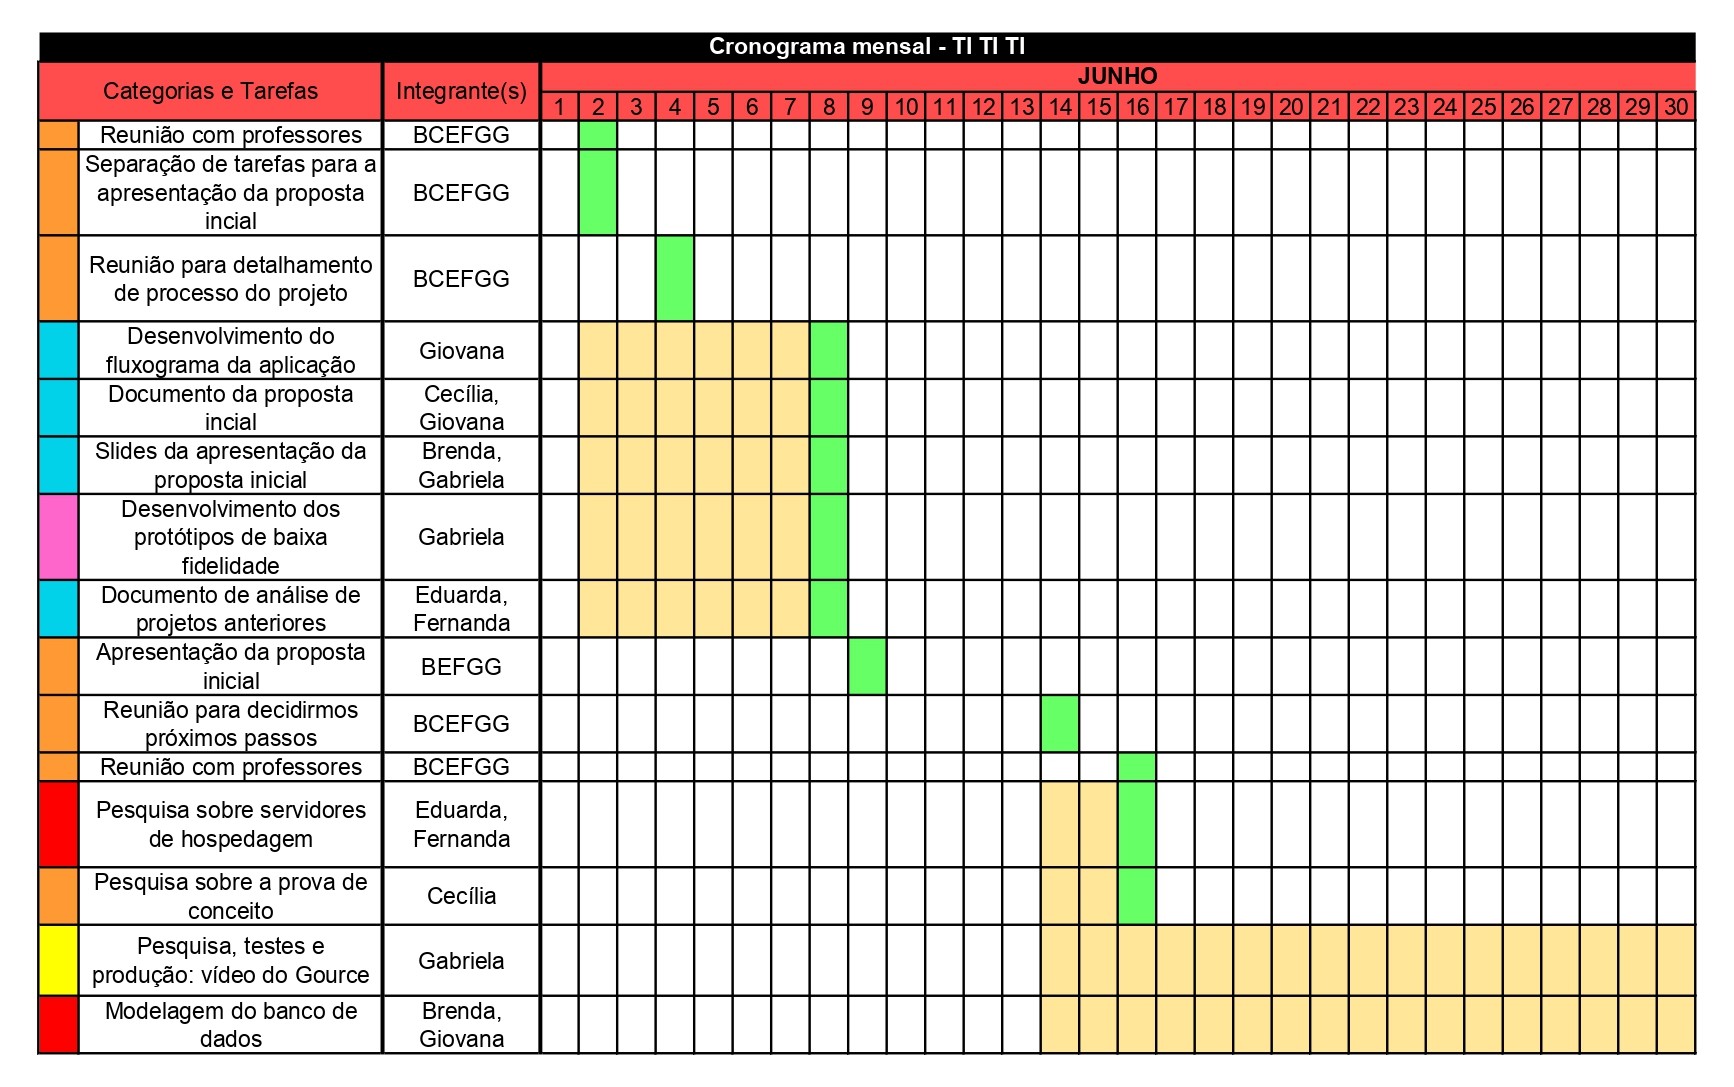 Cronograma mensal - TI TI TI
Categorias e Tarefas
Integrante(s)
JUNHO
1 2 3 4 5 6 7 8 9 10 11 12 13 14 15 16 17 18 19 20 21 22 23 24 25 26 27 28 29 30
Reunião com professores
BCEFGG
Separação de tarefas para a
apresentação da proposta
incial
BCEFGG
Reunião para detalhamento
de processo do projeto
BCEFGG
Desenvolvimento do
fluxograma da aplicação
Giovana
Documento da proposta
incial
Cecília,
Giovana
Slides da apresentação da
proposta inicial
Brenda,
Gabriela
Desenvolvimento dos
protótipos de baixa
fidelidade
Gabriela
Documento de análise de
projetos anteriores
Eduarda,
Fernanda
Apresentação da proposta
inicial
BEFGG
Reunião para decidirmos
próximos passos
BCEFGG
Reunião com professores
BCEFGG
Pesquisa sobre servidores
de hospedagem
Eduarda,
Fernanda
Pesquisa sobre a prova de
conceito
Cecília
Pesquisa, testes e
produção: vídeo do Gource
Gabriela
Modelagem do banco de
dados
Brenda,
Giovana